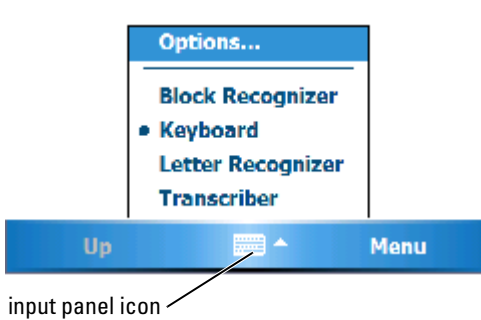 Options...
Block Recognizer
• Keyboard
Letter Recognizer
Transcriber
Up Menu
input panel icon